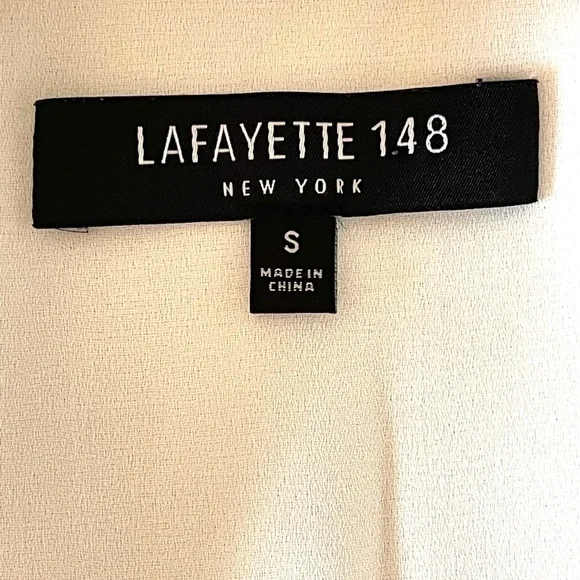 LAFAYETTE 148
NEW YORK
S
MADE IN
CHINA